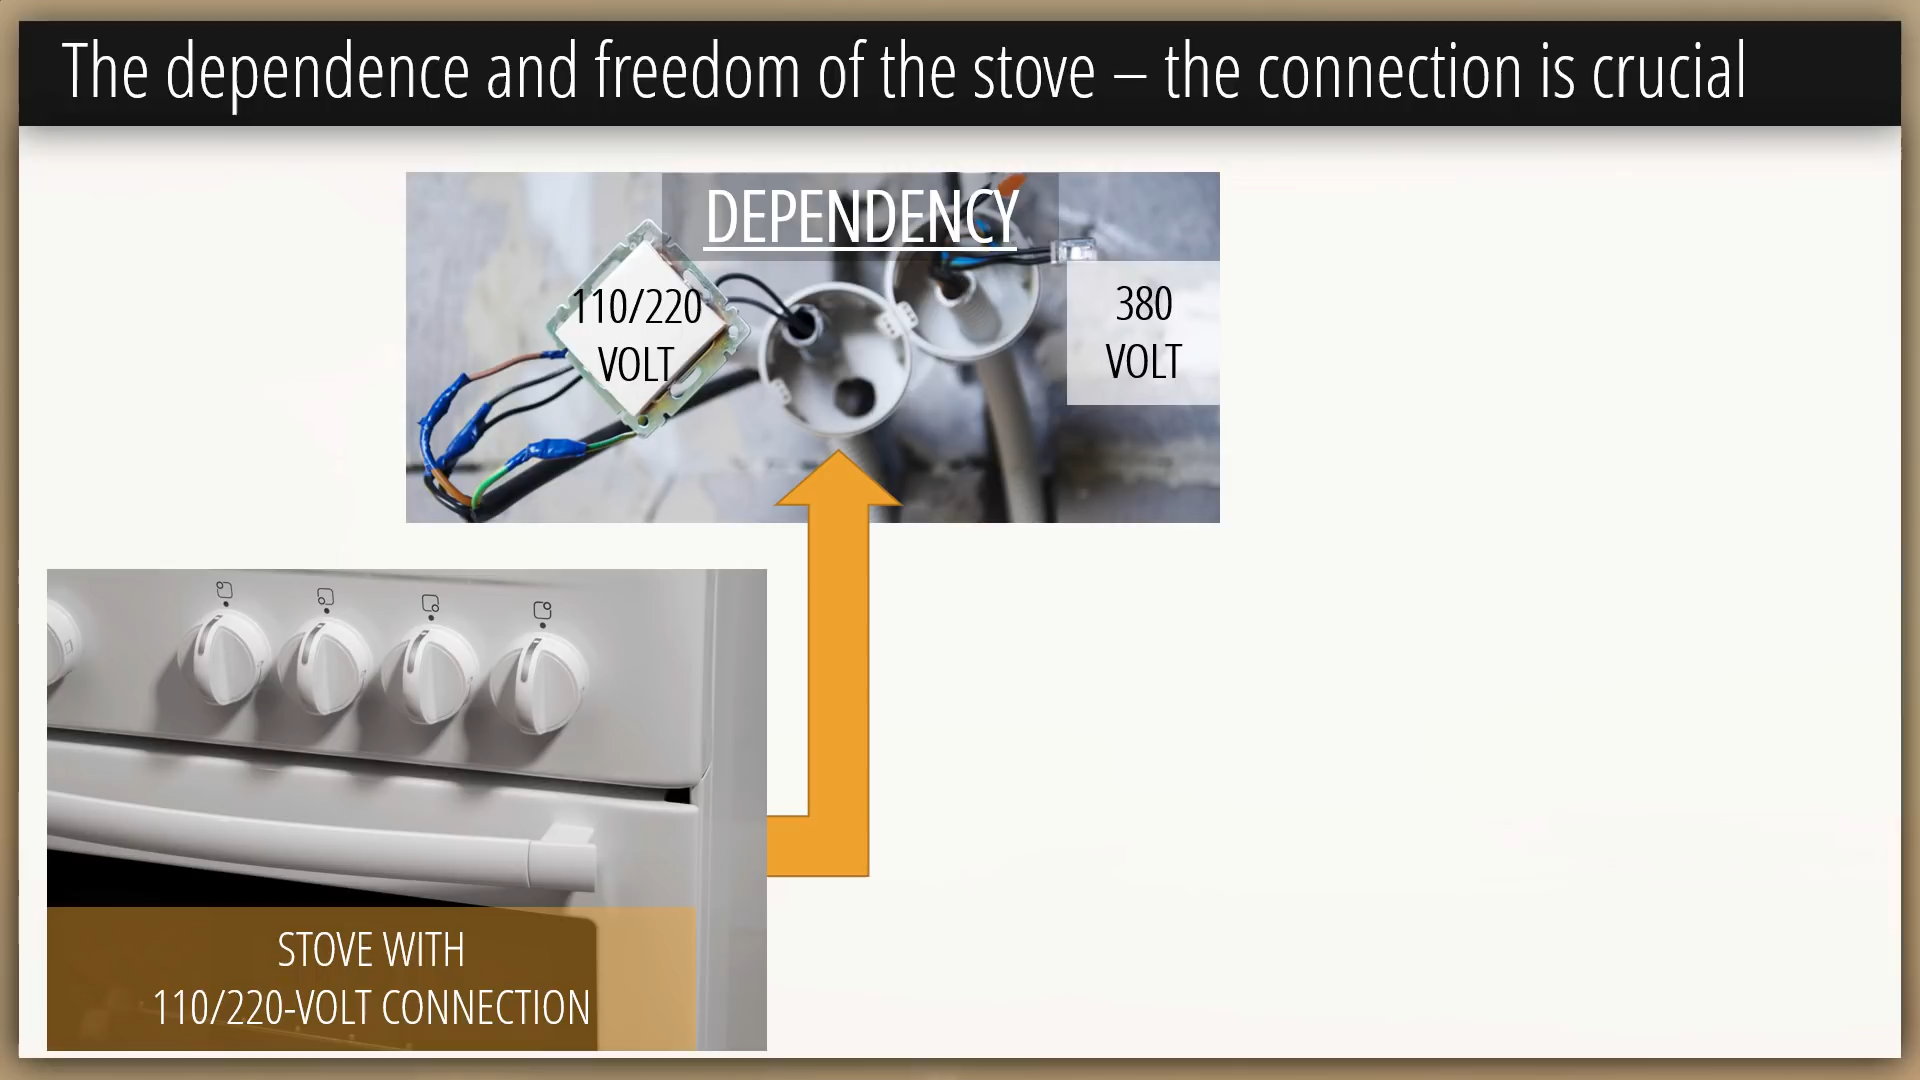 The dependence and freedom of the stove – the connection is crucial
DEPENDENCY
110/220
VOLT
380
VOLT
STOVE WITH
110/220-VOLT CONNECTION